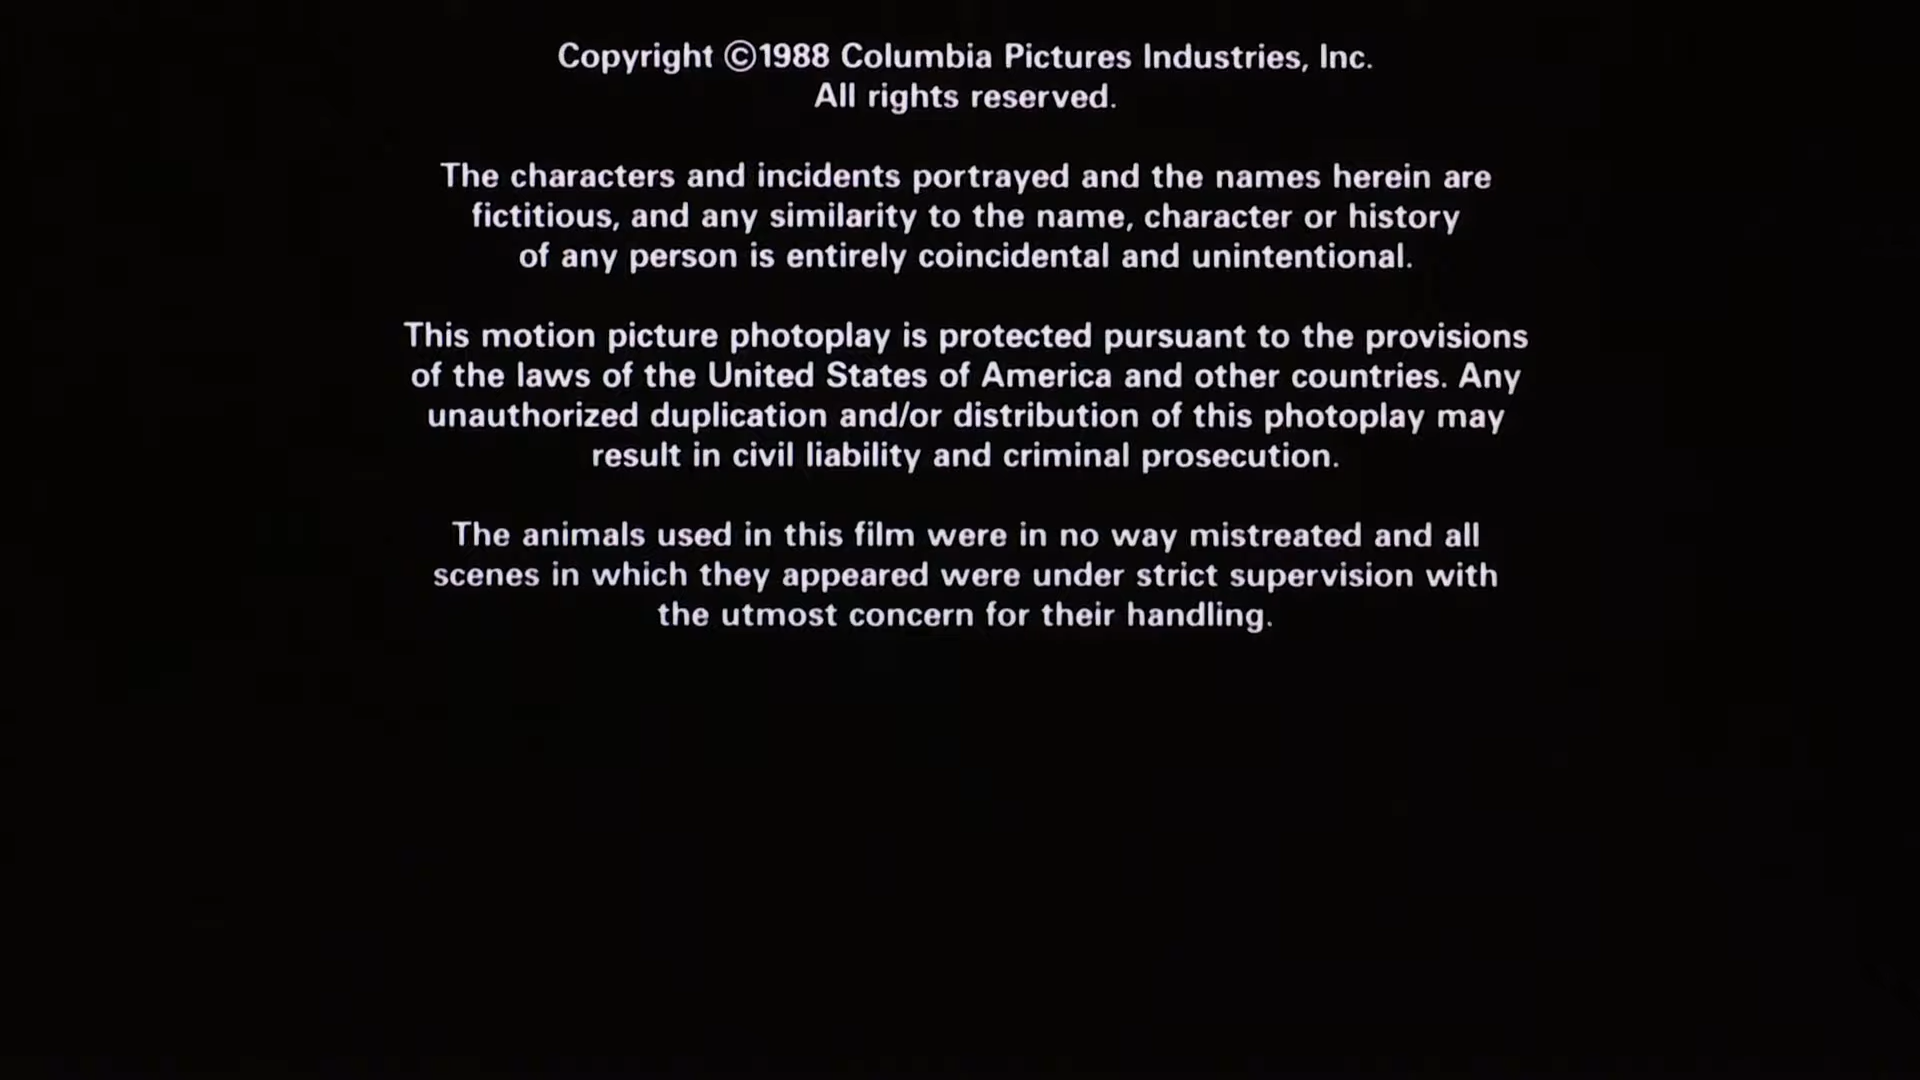 Copyright ©1988 Columbia Pictures Industries, Inc.
All rights reserved.
The characters and incidents portrayed and the names herein are
fictitious, and any similarity to the name, character or history
of any person is entirely coincidental and unintentional.
This motion picture photoplay is protected pursuant to the provisions
of the laws of the United States of America and other countries. Any
unauthorized duplication and/or distribution of this photoplay may
result in civil liability and criminal prosecution.
The animals used in this film were in no way mistreated and all
scenes in which they appeared were under strict supervision with
the utmost concern for their handling.